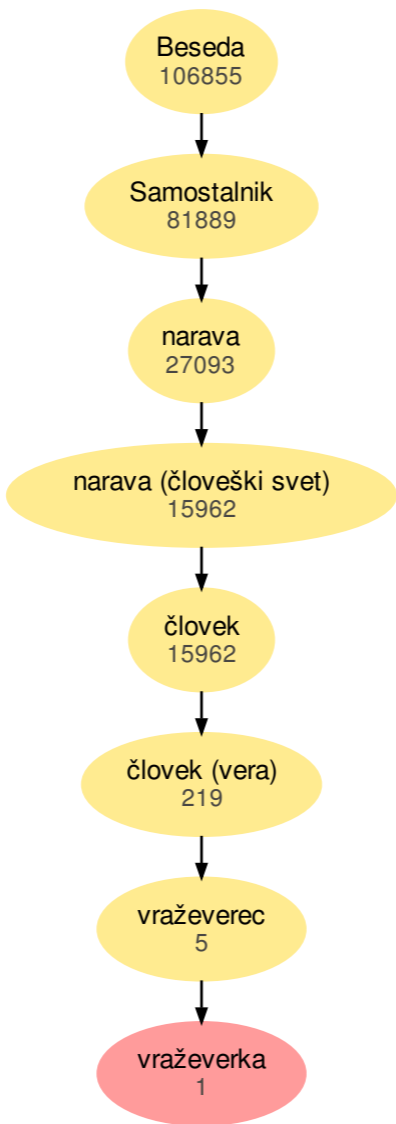 Beseda
106855
Samostalnik
81889
narava
27093
narava (človeški svet)
15962
človek
15962
človek (vera)
219
vraževerec
5
vraževerka
1